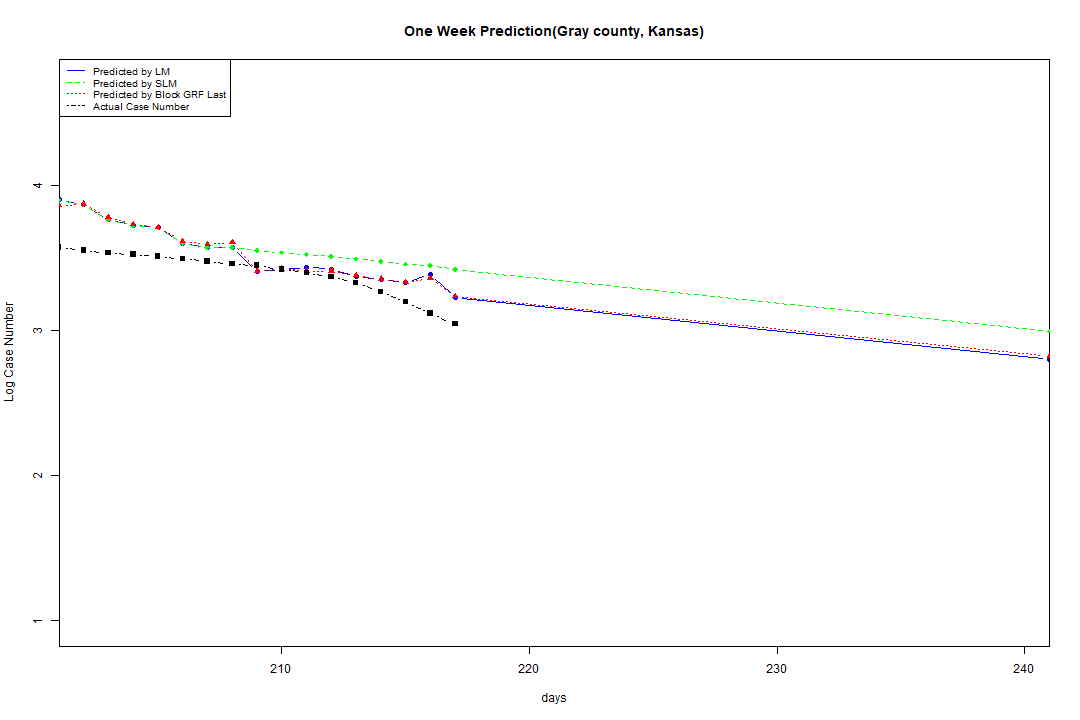 One Week Prediction(Gray county, Kansas)
Predicted by LM
Predicted by SLM
Predicted by Block GRF Last
Actual Case Number
4
3
2
1
Log Case Number
210 220 230 240
days